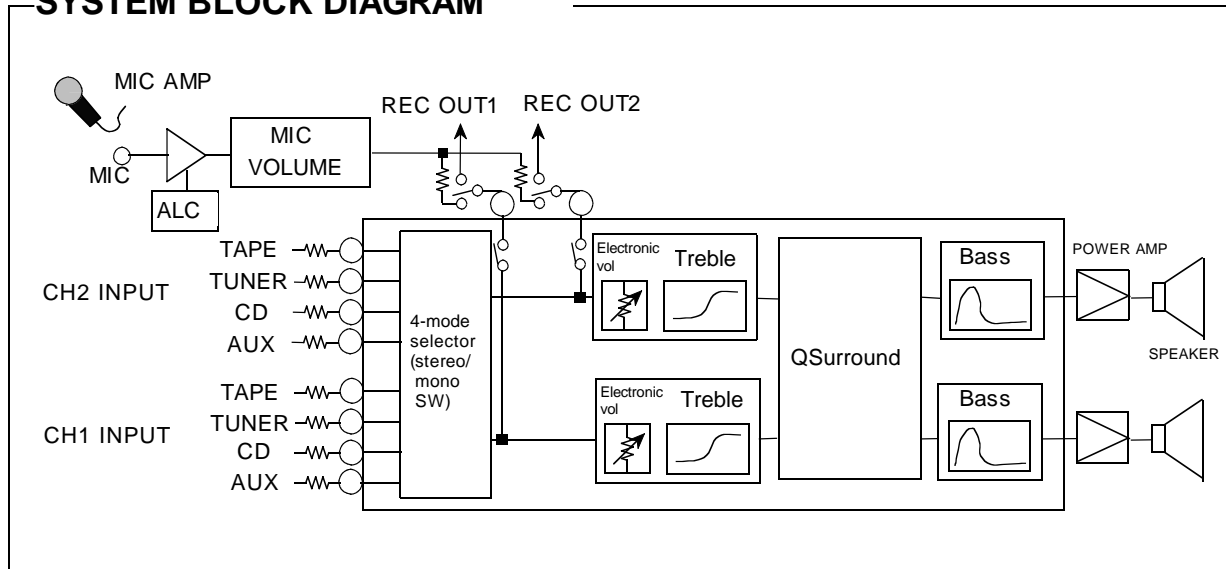 SYSTEM BLOCK DIAGRAM
MIC AMP
REC OUT1
REC OUT2
MIC
VOLUME
MIC
ALC
TAPE
TUNER
CD
AUX
CH2 INPUT
TAPE
TUNER
CD
AUX
CH1 INPUT
4-mode
selector
(stereo/
mono
SW)
Electronic
vol
Treble
Electronic
vol
Treble
QSurround
Bass
Bass
POWER AMP
SPEAKER